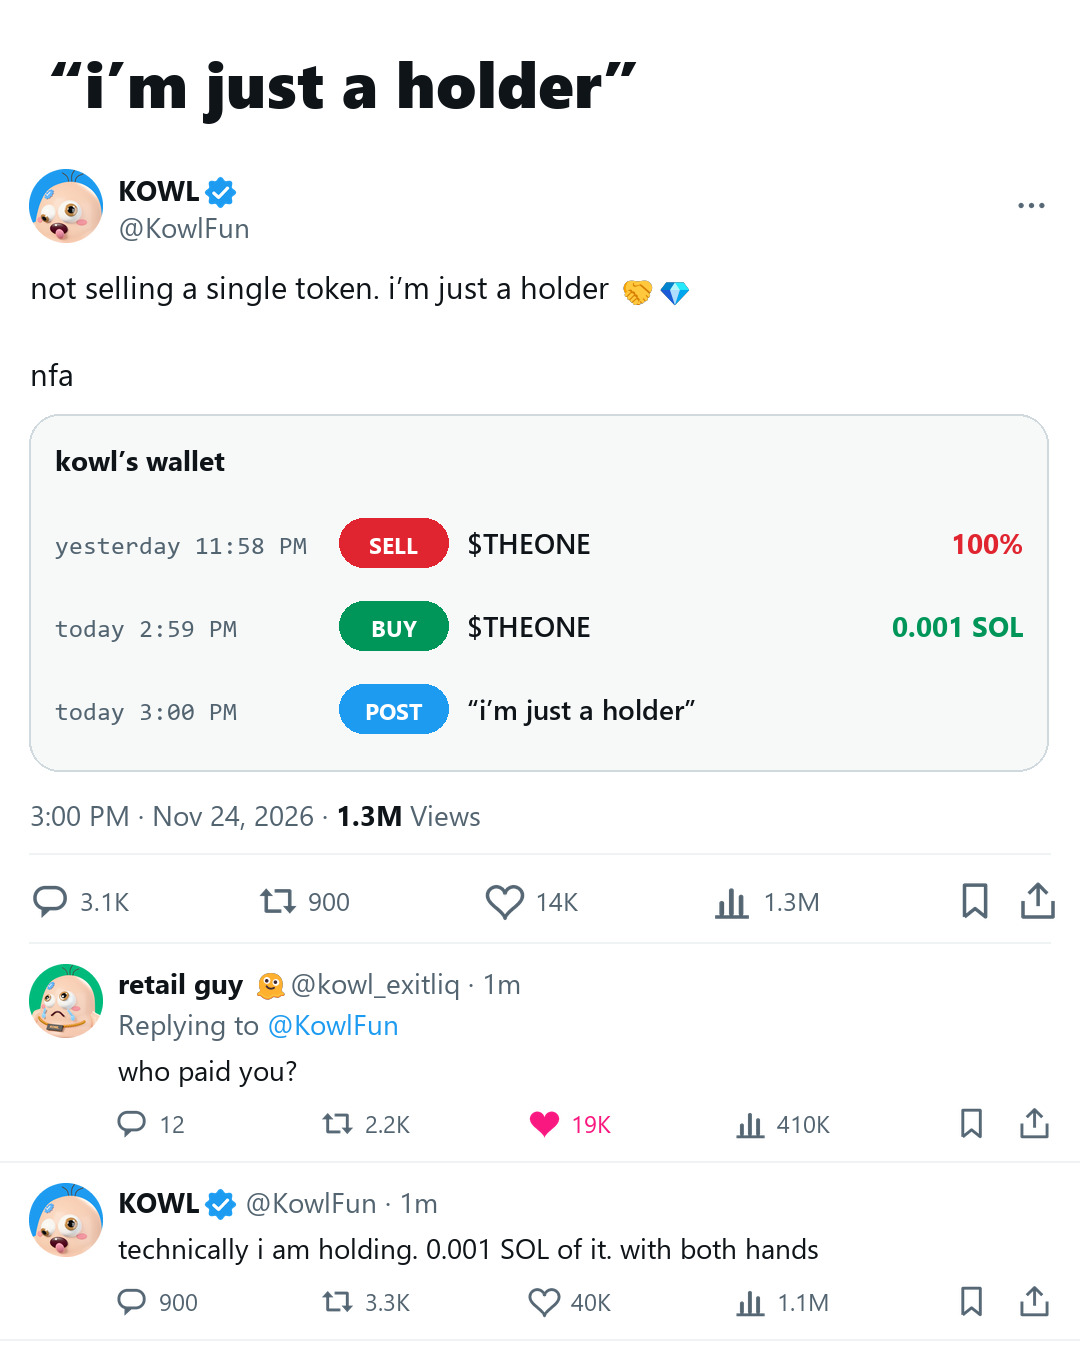 “i’m just a holder”
KOWL
@KowlFun
not selling a single token. i’m just a holder 🤝💎
nfa
kowl’s wallet
yesterday 11:58 PM SELL $THEONE 100%
today 2:59 PM BUY $THEONE 0.001 SOL
today 3:00 PM POST “i’m just a holder”
3:00 PM · Nov 24, 2026 · 1.3M Views
3.1K 900 14K 1.3M
retail guy 🫠 @kowl_exitliq · 1m
Replying to @KowlFun
who paid you?
12 2.2K 19K 410K
KOWL @KowlFun · 1m
technically i am holding. 0.001 SOL of it. with both hands
900 3.3K 40K 1.1M